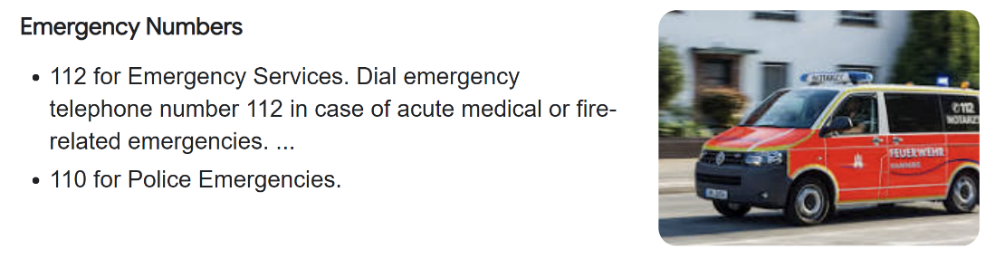 Emergency Numbers
• 112 for Emergency Services. Dial emergency
telephone number 112 in case of acute medical or fire-
related emergencies. ...
• 110 for Police Emergencies.
NOTARZT
112
NOTARZT
FEUERWEHR